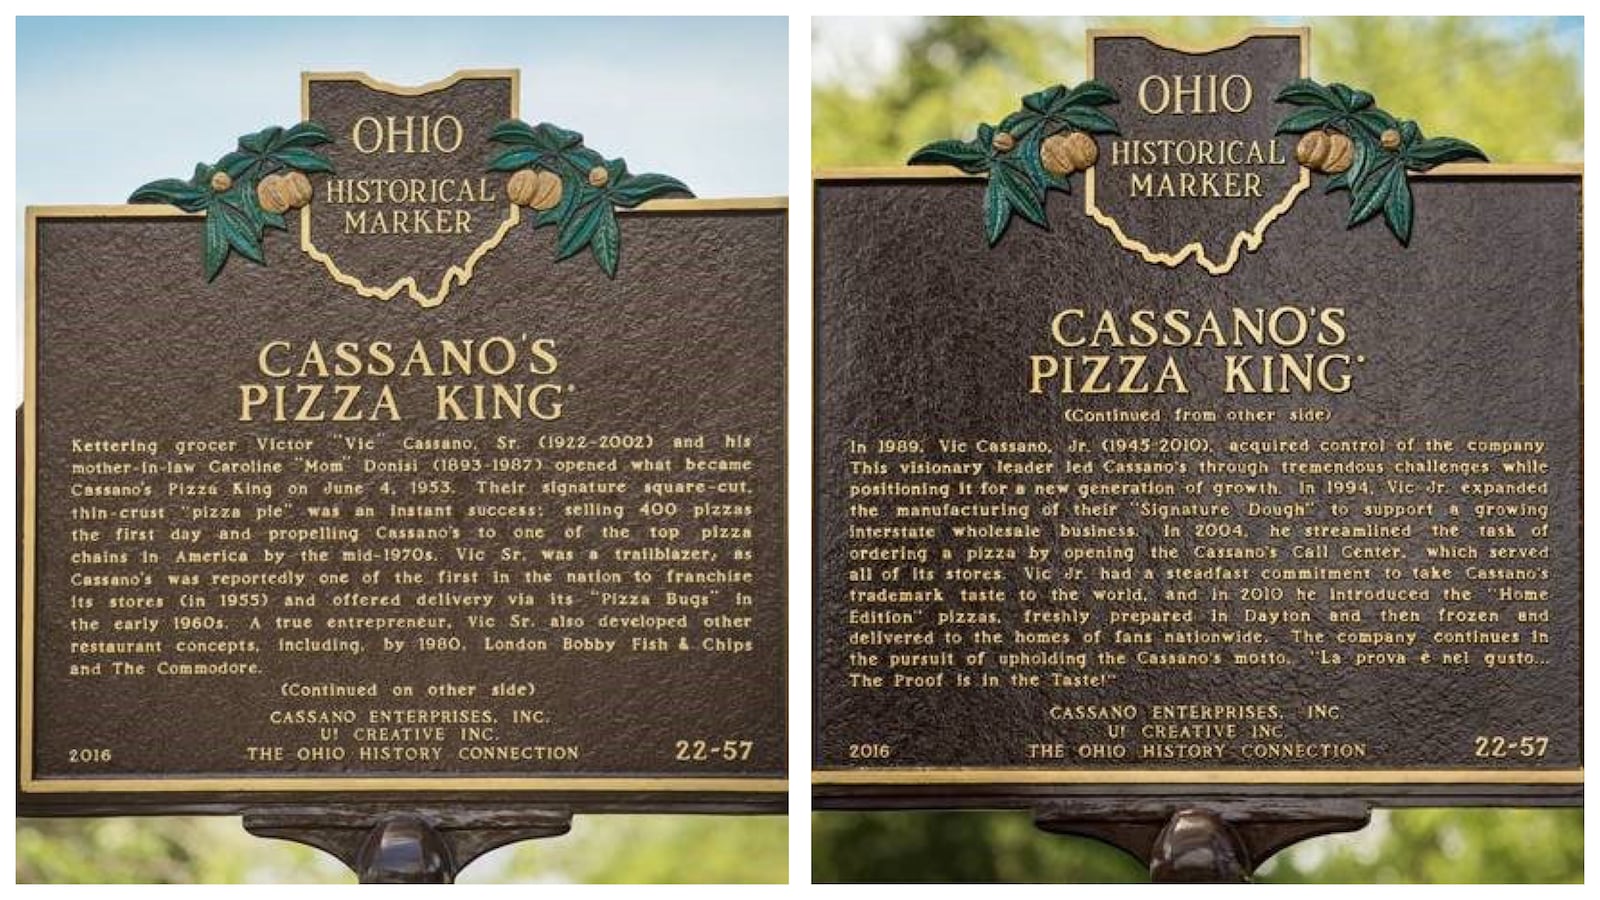 OHIO
HISTORICAL
MARKER
CASSANO'S
PIZZA KING®
Kettering grocer Victor "Vic" Cassano, Sr. (1922-2002) and his
mother-in-law Caroline "Mom" Donisi (1893-1987) opened what became
Cassano's Pizza King on June 4, 1953. Their signature square-cut,
thin-crust "pizza pie" was an instant success; selling 400 pizzas
the first day and propelling Cassano's to one of the top pizza
chains in America by the mid-1970s. Vic Sr. was a trailblazer, as
Cassano's was reportedly one of the first in the nation to franchise
its stores (in 1955) and offered delivery via its "Pizza Bugs" in
the early 1960s. A true entrepreneur, Vic Sr. also developed other
restaurant concepts, including, by 1980, London Bobby Fish & Chips
and The Commodore.
(Continued on other side)
CASSANO ENTERPRISES, INC.
U! CREATIVE INC.
2016 THE OHIO HISTORY CONNECTION 22-57
OHIO
HISTORICAL
MARKER
CASSANO'S
PIZZA KING®
(Continued from other side)
In 1989, Vic Cassano, Jr. (1945-2010), acquired control of the company
This visionary leader led Cassano's through tremendous challenges while
positioning it for a new generation of growth. In 1994, Vic Jr. expanded
the manufacturing of their "Signature Dough" to support a growing
interstate wholesale business. In 2004, he streamlined the task of
ordering a pizza by opening the Cassano's Call Center, which served
all of its stores. Vic Jr. had a steadfast commitment to take Cassano's
trademark taste to the world, and in 2010 he introduced the "Home
Edition" pizzas, freshly prepared in Dayton and then frozen and
delivered to the homes of fans nationwide. The company continues in
the pursuit of upholding the Cassano's motto, "La prova è nel gusto...
The Proof is in the Taste!"
CASSANO ENTERPRISES, INC.
U! CREATIVE INC.
2016 THE OHIO HISTORY CONNECTION 22-57